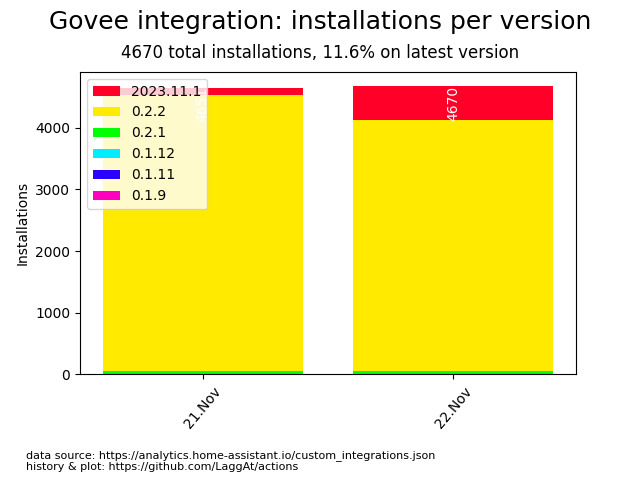 Govee integration: installations per version
4670 total installations, 11.6% on latest version
2023.11.1
0.2.2
0.2.1
0.1.12
0.1.11
0.1.9
4670
4000
3000
2000
1000
0
Installations
21.Nov
22.Nov
data source: https://analytics.home-assistant.io/custom_integrations.json
history & plot: https://github.com/LaggAt/actions